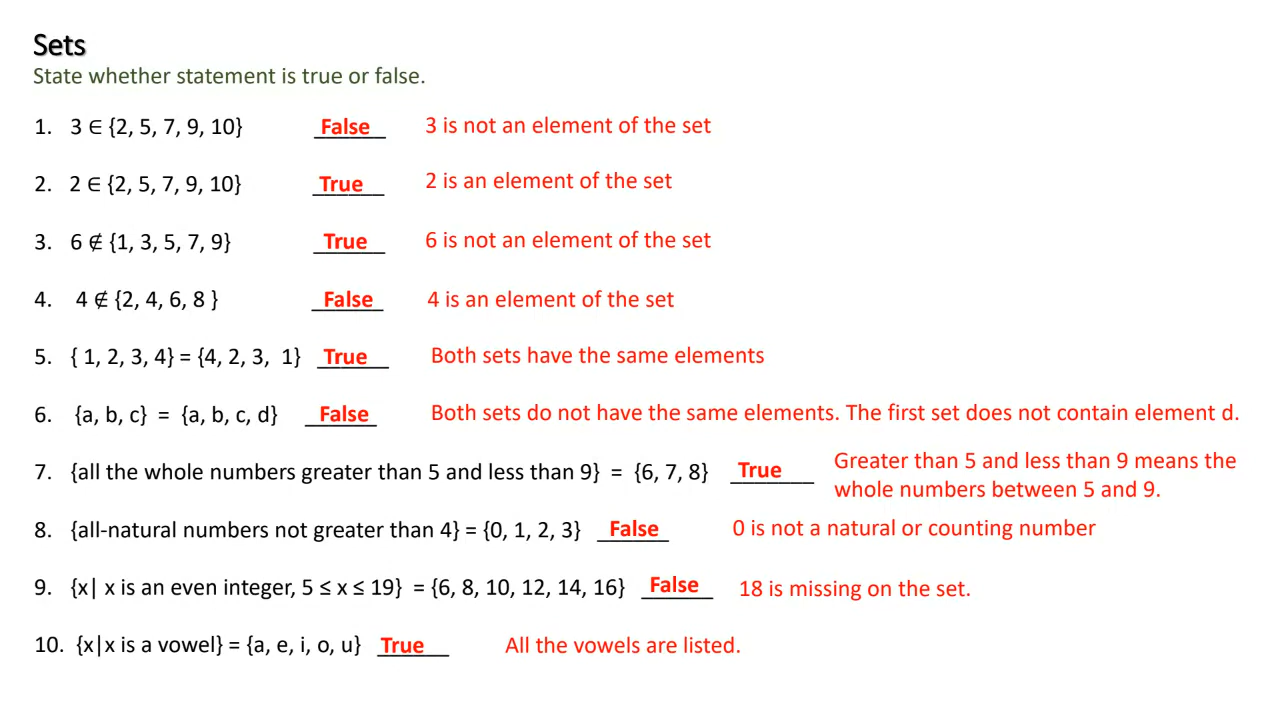 Sets
State whether statement is true or false.
1. 3 ∈ {2, 5, 7, 9, 10} False 3 is not an element of the set
2. 2 ∈ {2, 5, 7, 9, 10} True 2 is an element of the set
3. 6 ∉ {1, 3, 5, 7, 9} True 6 is not an element of the set
4. 4 ∉ {2, 4, 6, 8 } False 4 is an element of the set
5. { 1, 2, 3, 4} = {4, 2, 3, 1} True Both sets have the same elements
6. {a, b, c} = {a, b, c, d} False Both sets do not have the same elements. The first set does not contain element d.
7. {all the whole numbers greater than 5 and less than 9} = {6, 7, 8} True Greater than 5 and less than 9 means the
whole numbers between 5 and 9.
8. {all-natural numbers not greater than 4} = {0, 1, 2, 3} False 0 is not a natural or counting number
9. {x| x is an even integer, 5 ≤ x ≤ 19} = {6, 8, 10, 12, 14, 16} False 18 is missing on the set.
10. {x|x is a vowel} = {a, e, i, o, u} True All the vowels are listed.